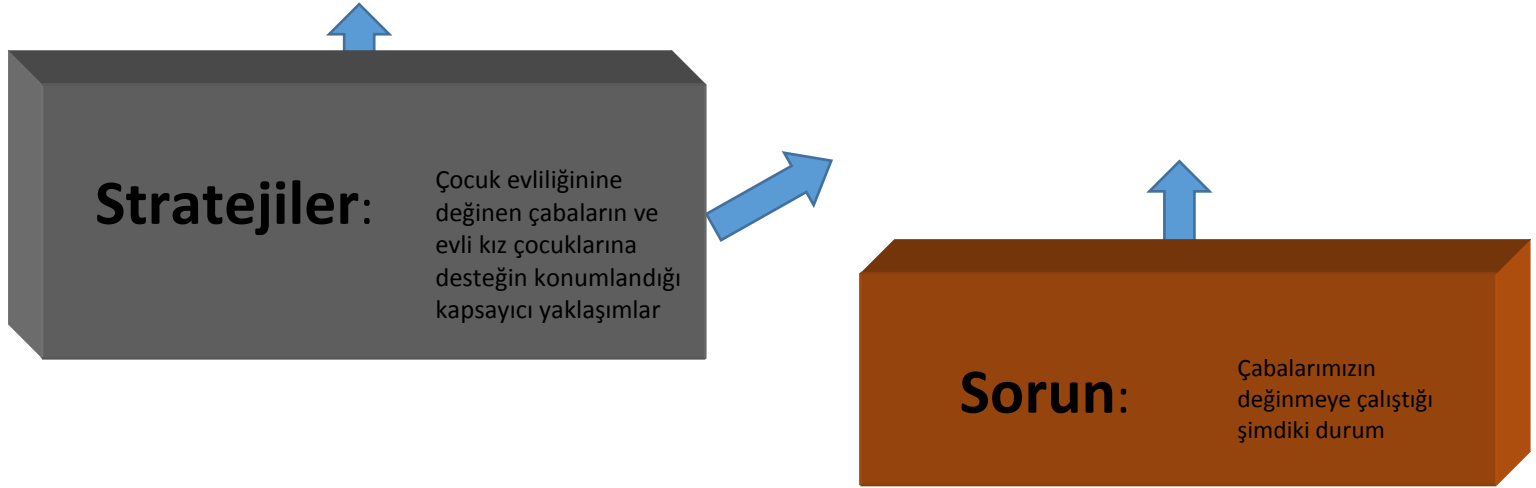 Stratejiler:
Çocuk evliliğinine
değinen çabaların ve
evli kız çocuklarına
desteğin konumlandığı
kapsayıcı yaklaşımlar
Sorun:
Çabalarımızın
değinmeye çalıştığı
şimdiki durum